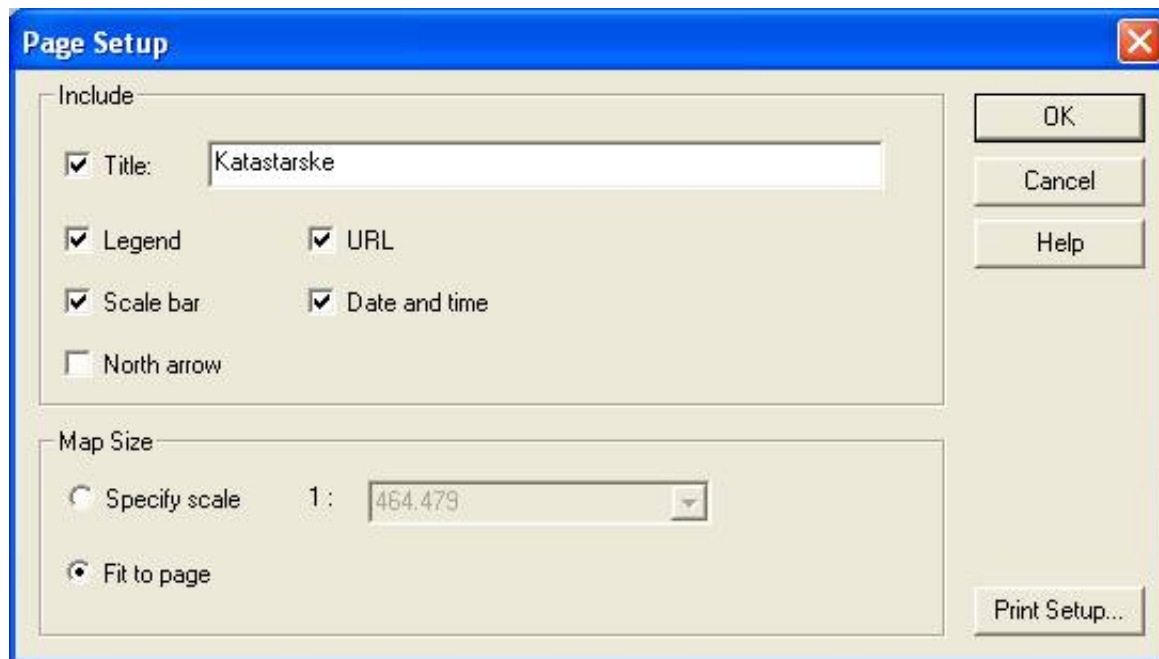 Page Setup
Include
OK
Title: Katastarske
Cancel
Legend URL
Help
Scale bar Date and time
North arrow
Map Size
Specify scale 1 : 464.479
Fit to page
Print Setup...